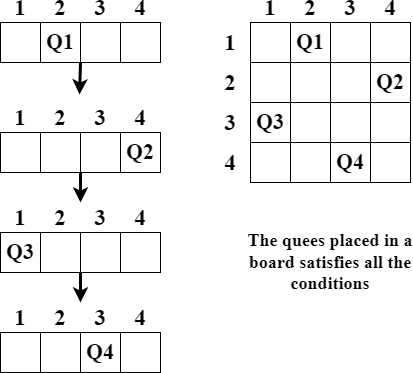 1 2 3 4
Q1
1 2 3 4
Q2
1 2 3 4
Q3
1 2 3 4
Q4
1 2 3 4
1 Q1
2 Q2
3 Q3
4 Q4
The quees placed in a
board satisfies all the
conditions